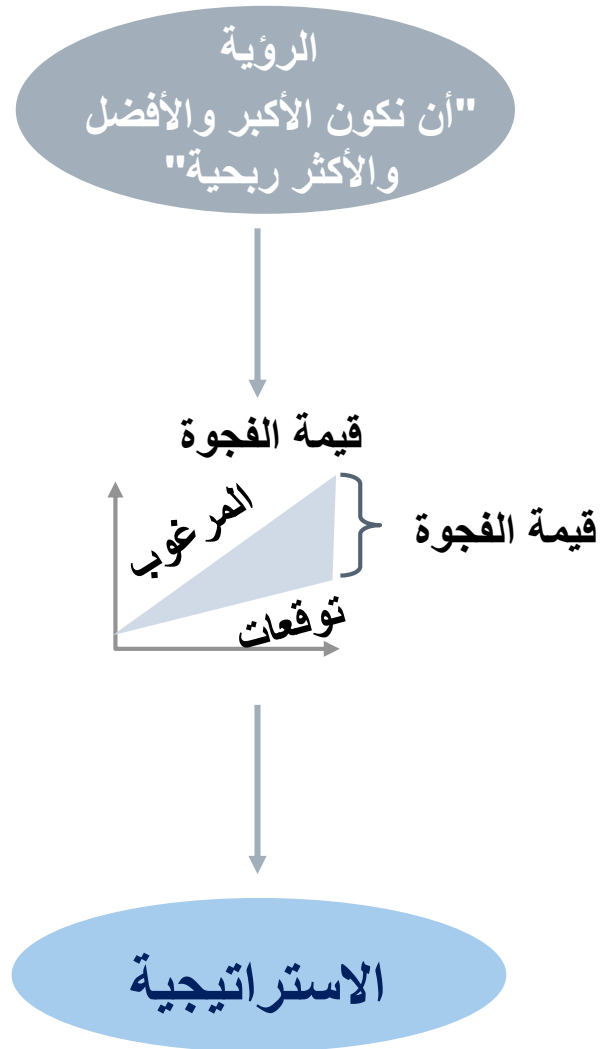 الرؤية
"أن نكون الأكبر والأفضل
والأكثر ربحية"
قيمة الفجوة
المرغوب
قيمة الفجوة
توقعات
الاستراتيجية